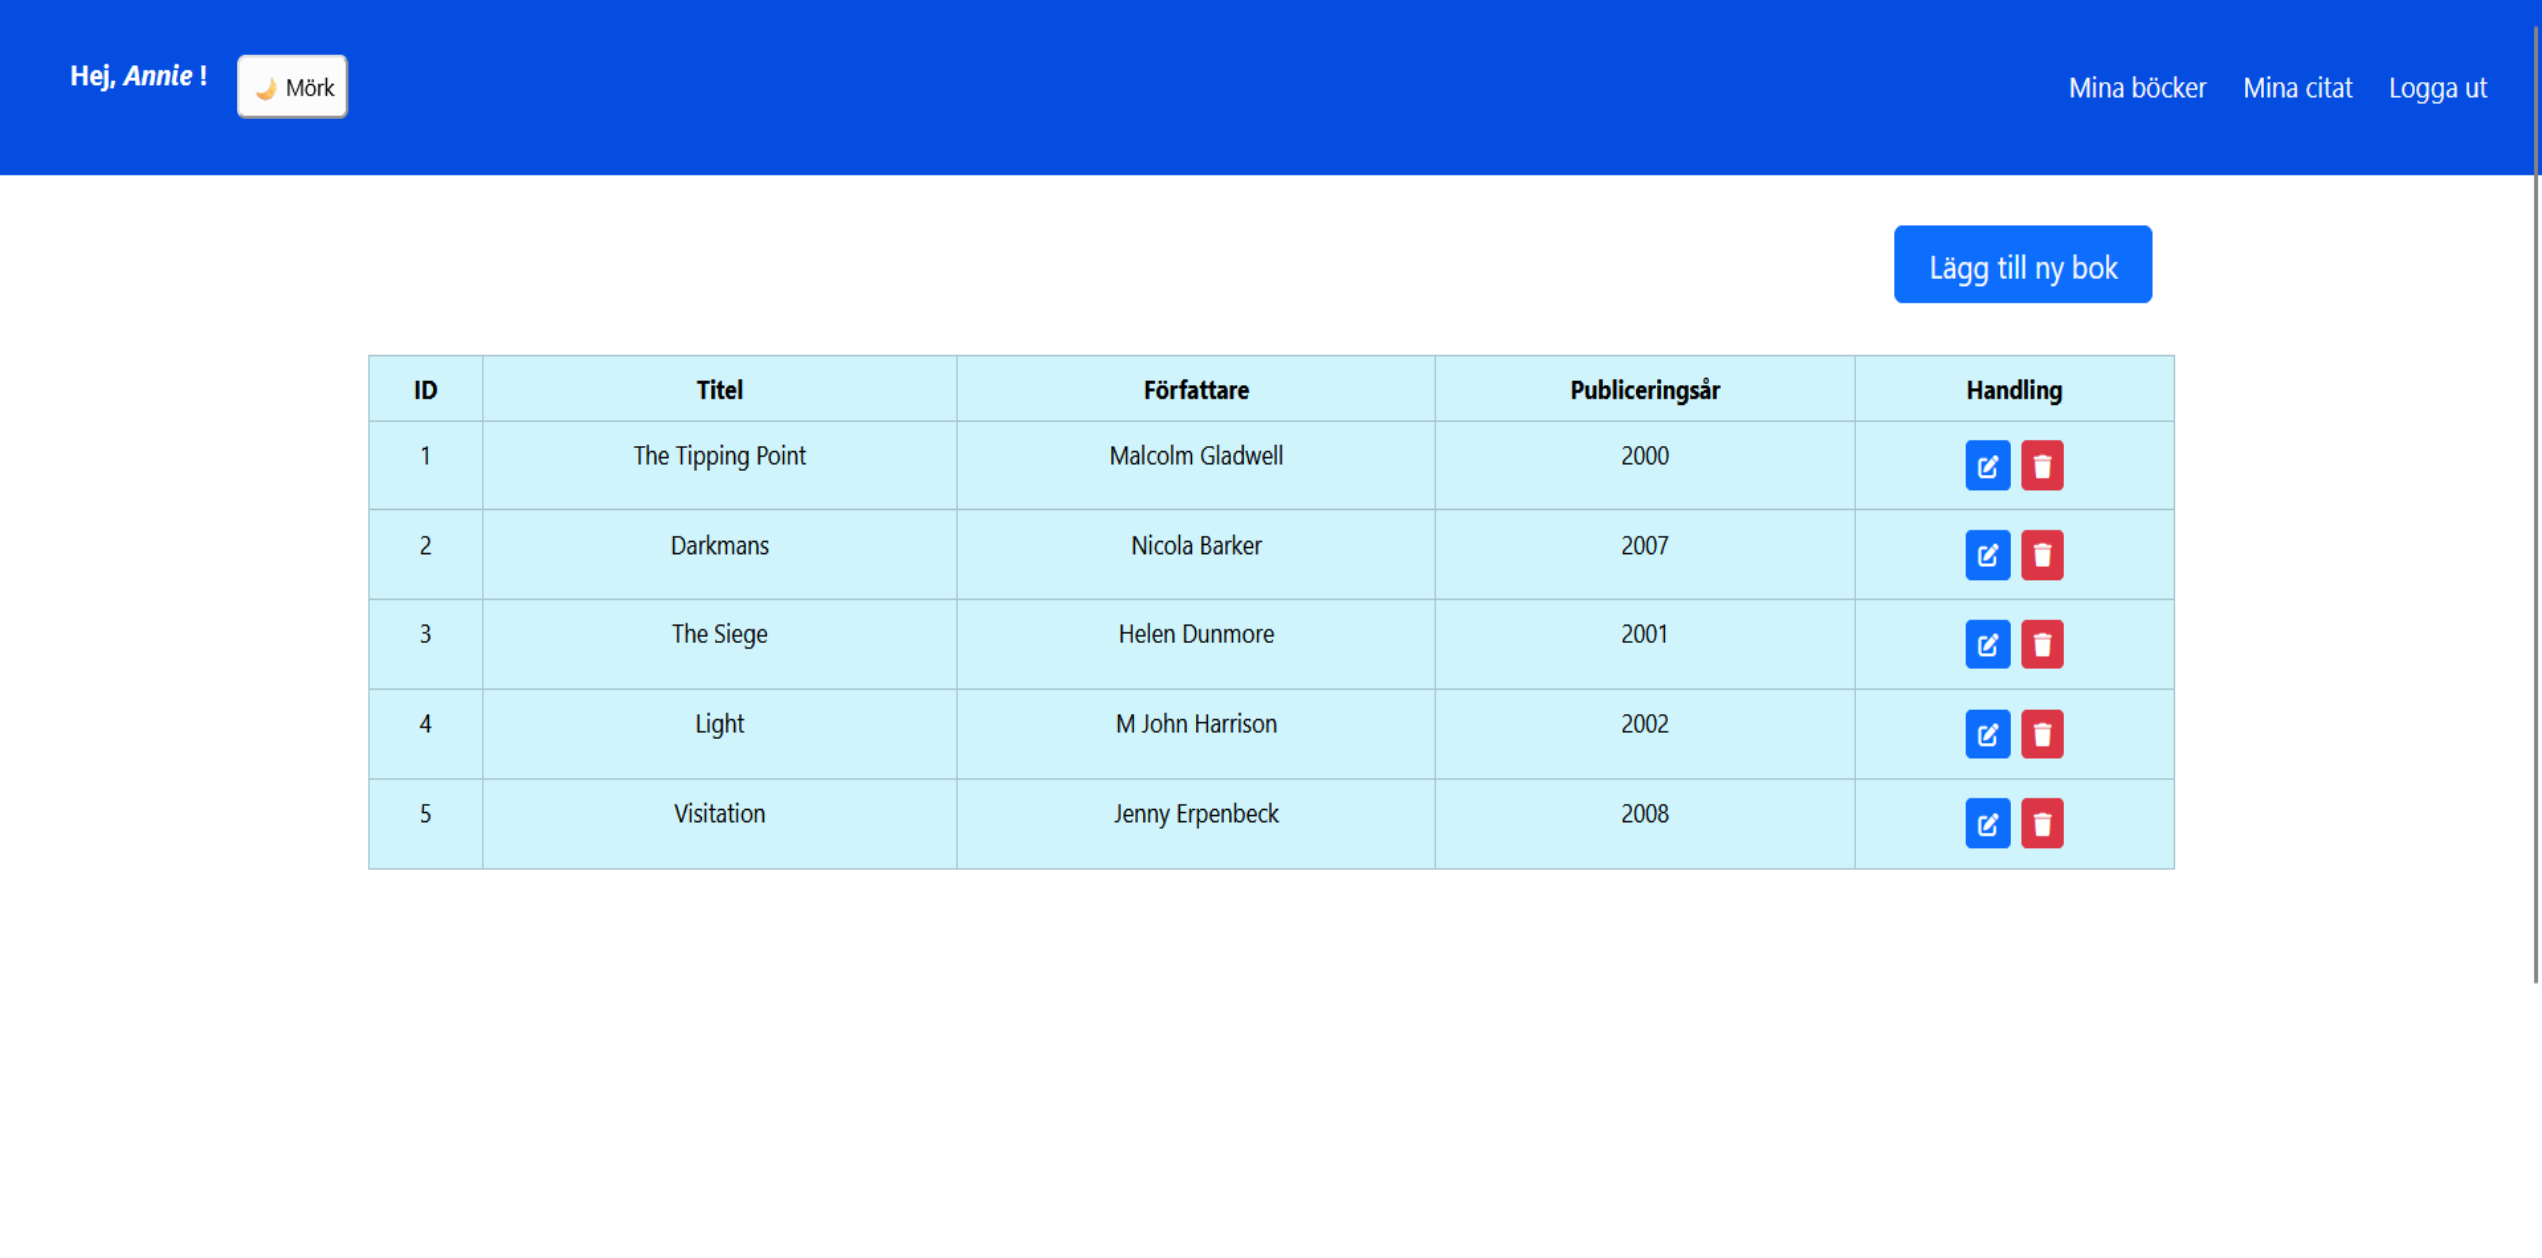 Hej, Annie !
🌙 Mörk
Mina böcker Mina citat Logga ut
Lägg till ny bok
ID Titel Författare Publiceringsår Handling
1 The Tipping Point Malcolm Gladwell 2000
2 Darkmans Nicola Barker 2007
3 The Siege Helen Dunmore 2001
4 Light M John Harrison 2002
5 Visitation Jenny Erpenbeck 2008